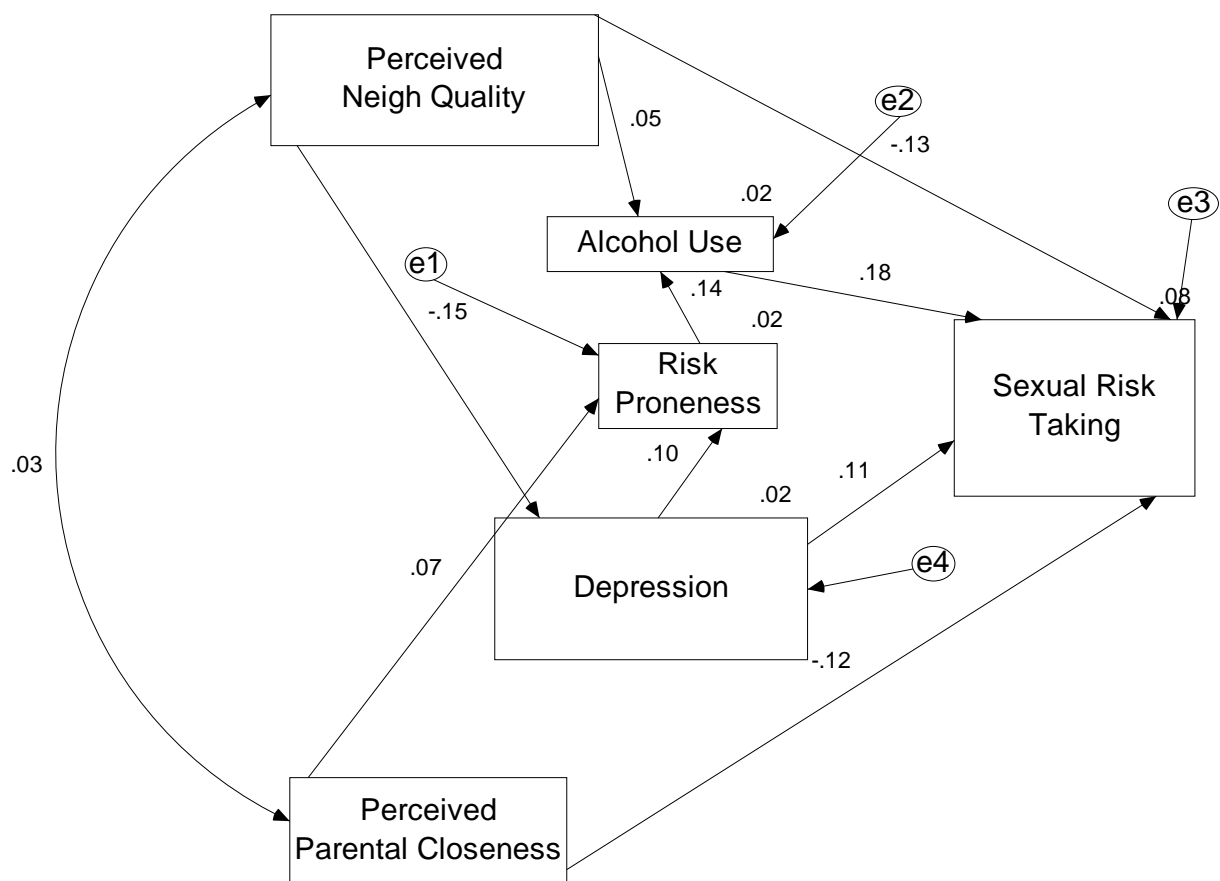 Perceived
Neigh Quality
e2
.05
-.13
.02
e3
Alcohol Use
e1
.18
.14
.08
-.15
.02
Risk
Proneness
Sexual Risk
Taking
.03
.10
.02
.11
.07
Depression
e4
-.12
Perceived
Parental Closeness